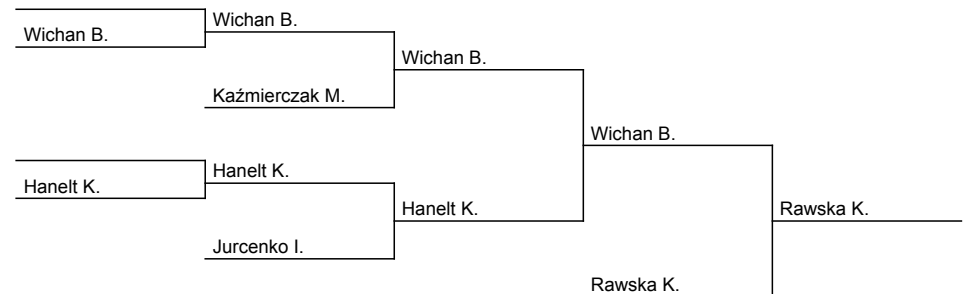 Wichan B.
Wichan B.
Wichan B.
Kaźmierczak M.
Wichan B.
Hanelt K.
Hanelt K.
Hanelt K.
Rawska K.
Jurcenko I.
Rawska K.